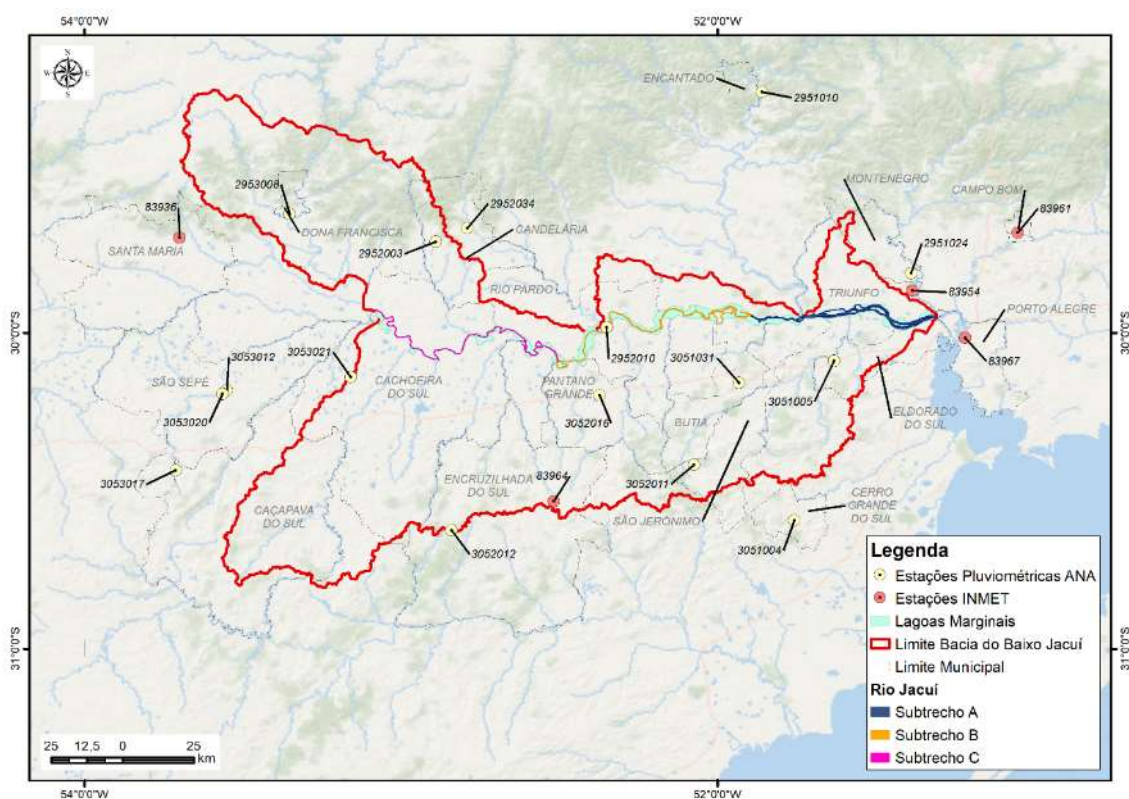 54°0'0"W
52°0'0"W
N
W
E
S
ENCANTADO
2951010
MONTENEGRO
CAMPO BOM
2953008
83936
2952034
83961
DONA FRANCISCA
CANDELÁRIA
SANTA MARIA
2952003
2951024
RIO PARDO
TRIUNFO
83954
PORTO ALEGRE
30°0'0"S
30°0'0"S
3053012
3053021
2952010
3051031
83967
SÃO SEPÉ
CACHOEIRA
DO SUL
PANTANO
GRANDE
3051005
3053020
3052016
BUTIA
ELDORADO
DO SUL
3053017
ENCRUZILHADA
DO SUL
83964
3052011
CAÇAPAVA
DO SUL
SÃO JERÔNIMO
CERRO
GRANDE
DO SUL
3052012
3051004
Legenda
Estações Pluviométricas ANA
Estações INMET
Lagoas Marginais
Limite Bacia do Baixo Jacuí
Limite Municipal
Rio Jacuí
Subtrecho A
Subtrecho B
Subtrecho C
31°0'0"S
31°0'0"S
25 12,5 0 25
km
54°0'0"W
52°0'0"W